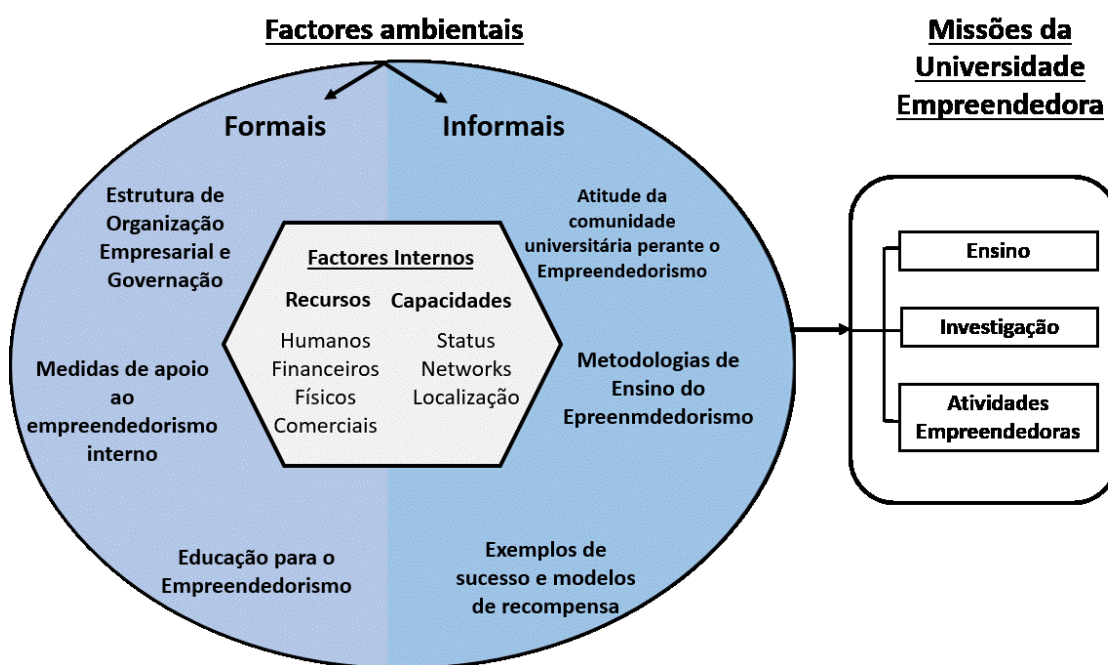 Factores ambientais
Formais
Informais
Estrutura de
Organização
Empresarial e
Governação
Medidas de apoio
ao
empreendedorismo
interno
Educação para o
Empreendedorismo
Factores Internos
Recursos
Humanos
Financeiros
Físicos
Comerciais
Capacidades
Status
Networks
Localização
Atitude da
comunidade
universitária perante o
Empreendedorismo
Metodologias de
Ensino do
Epreenmdedorismo
Exemplos de
sucesso e modelos
de recompensa
Missões da
Universidade
Empreendedora
Ensino
Investigação
Atividades
Empreendedoras